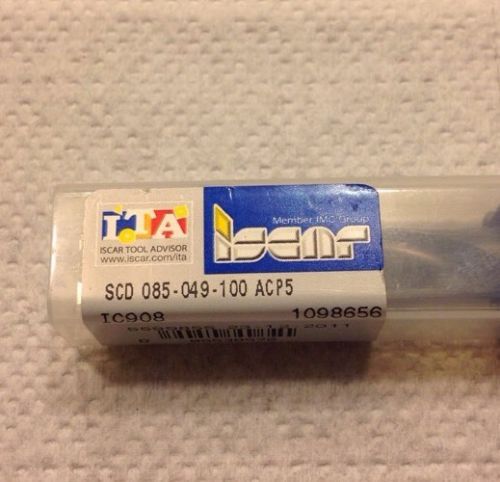 ITA
ISCAR TOOL ADVISOR
www.iscar.com/ita
Member IMC Group
iscar
SCD 085-049-100 ACP5
IC908 1098656
2011